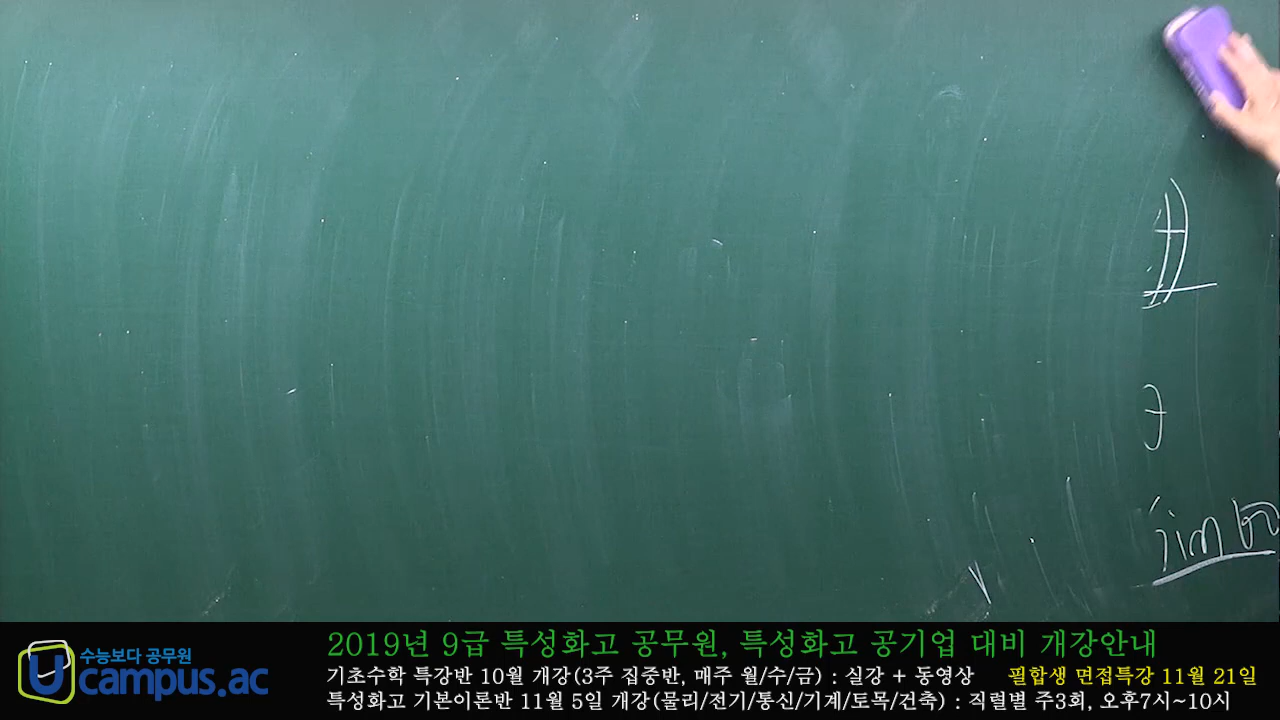 2019년 9급 특성화고 공무원, 특성화고 공기업 대비 개강안내
수능보다 공무원
Ucampus.ac
기초수학 특강반 10월 개강(3주 집중반, 매주 월/수/금) : 실강 + 동영상 필합생 면접특강 11월 21일
특성화고 기본이론반 11월 5일 개강(물리/전기/통신/기계/토목/건축) : 직렬별 주3회, 오후7시~10시